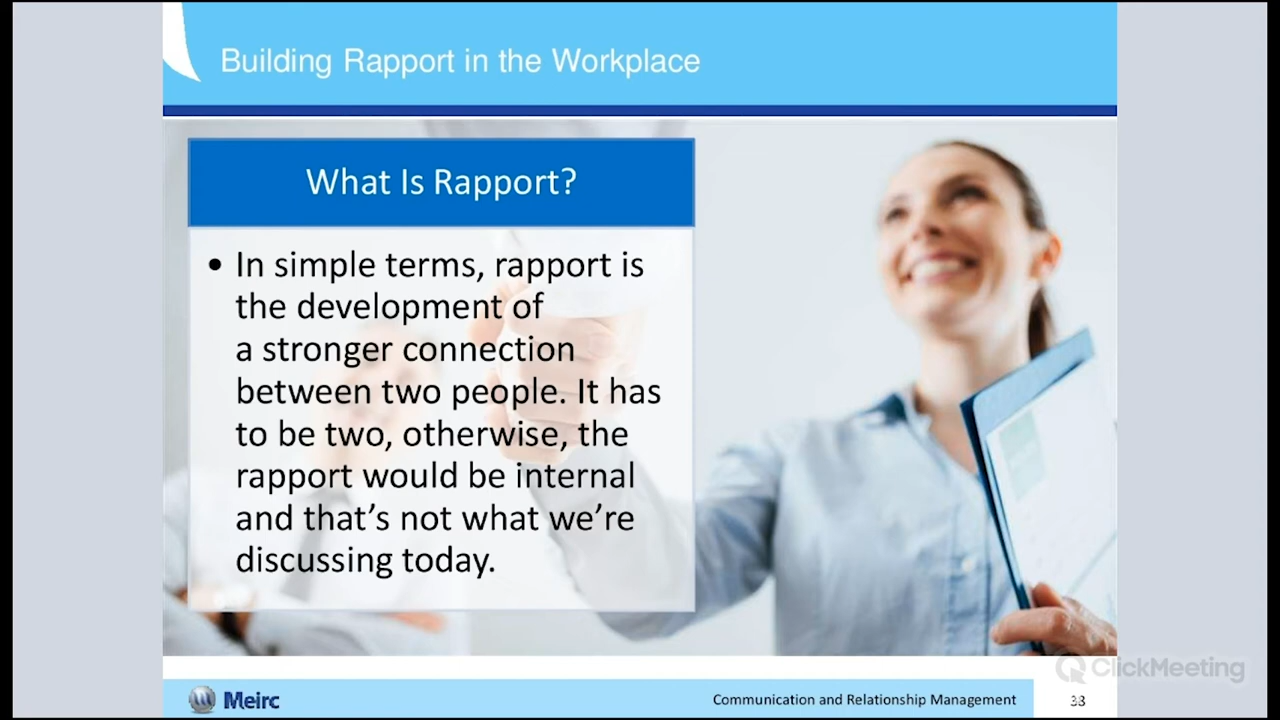 Building Rapport in the Workplace
What Is Rapport?
• In simple terms, rapport is
the development of
a stronger connection
between two people. It has
to be two, otherwise, the
rapport would be internal
and that’s not what we’re
discussing today.
ClickMeeting
Meirc
Communication and Relationship Management